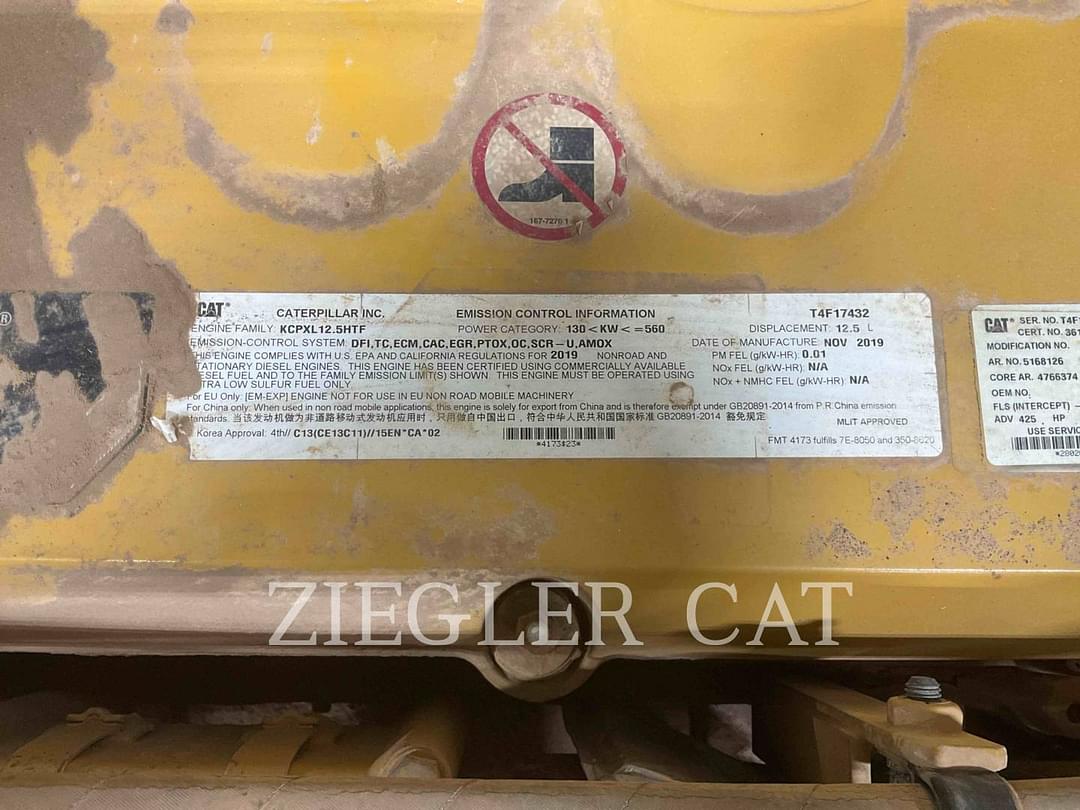 167-7270 1
®
CAT® CATERPILLAR INC. EMISSION CONTROL INFORMATION T4F17432
ENGINE FAMILY: KCPXL12.5HTF POWER CATEGORY: 130<KW<=560 DISPLACEMENT: 12.5 L
EMISSION-CONTROL SYSTEM: DFI,TC,ECM,CAC,EGR,PTOX,OC,SCR-U,AMOX DATE OF MANUFACTURE: NOV 2019
THIS ENGINE COMPLIES WITH U.S. EPA AND CALIFORNIA REGULATIONS FOR 2019 NONROAD AND PM FEL (g/kW-HR): 0.01
STATIONARY DIESEL ENGINES. THIS ENGINE HAS BEEN CERTIFIED USING COMMERCIALLY AVAILABLE NOx FEL (g/kW-HR): N/A
DIESEL FUEL AND TO THE FAMILY EMISSION LIMIT(S) SHOWN. THIS ENGINE MUST BE OPERATED USING NOx + NMHC FEL (g/kW-HR): N/A
ULTRA LOW SULFUR FUEL ONLY.
For EU Only: [EM-EXP] ENGINE NOT FOR USE IN EU NON ROAD MOBILE MACHINERY
For China only: When used in non road mobile applications, this engine is solely for export from China and is therefore exempt under GB20891-2014 from P.R.China emission
standards. 当该发动机做为非道路移动式发动机应用时，只用做自中国出口，符合中华人民共和国国家标准 GB20891-2014 豁免规定. MLIT APPROVED
Korea Approval: 4th// C13(CE13C11)//15EN*CA*02
*4173#23* FMT 4173 fulfills 7E-8050 and 350-8620
CAT® SER. NO. T4F
CERT. NO. 361
MODIFICATION NO.
AR. NO. 5168126
CORE AR. 4766374
OEM NO.
FLS (INTERCEPT) -
ADV 425 HP
USE SERVIC
*2802
ZIEGLER CAT